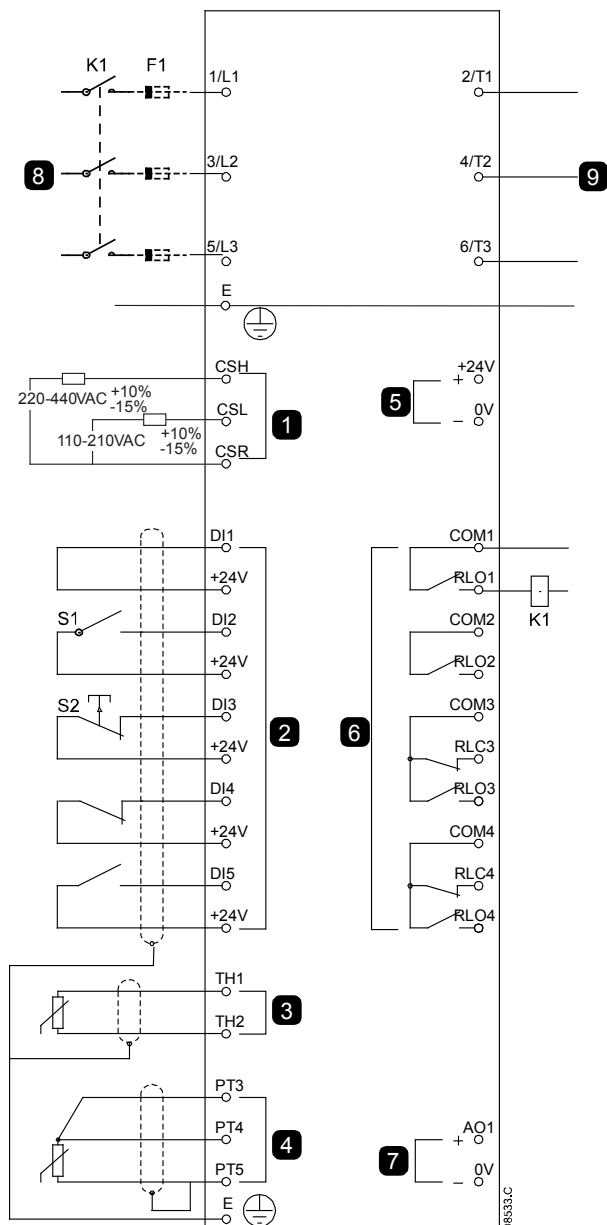 K1 F1
1/L1 2/T1
8 3/L2 4/T2 9
5/L3 6/T3
E
CSH +24V
220-440VAC +10% -15% + 5
CSL 0V
110-210VAC +10% -15% 1 −
CSR
DI1 COM1
+24V RLO1
S1 DI2 COM2 K1
+24V RLO2
S2 DI3 COM3
2 6
+24V RLC3
DI4 RLO3
+24V COM4
DI5 RLC4
+24V RLO4
TH1
3
TH2
PT3
PT4 AO1
4 7 +
PT5 0V
−
E